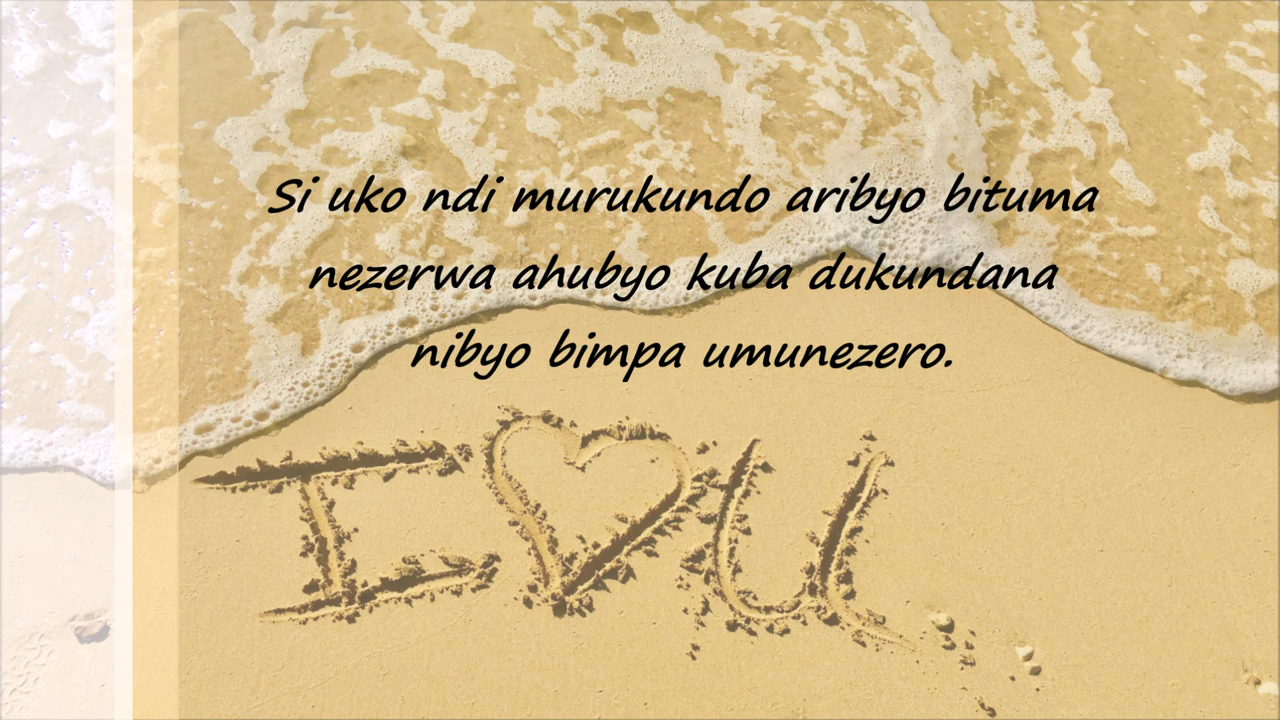 Si uko ndi murukundo aribyo bituma
nezerwa ahubyo kuba dukundana
nibyo bimpa umunezero.
I ♡ u